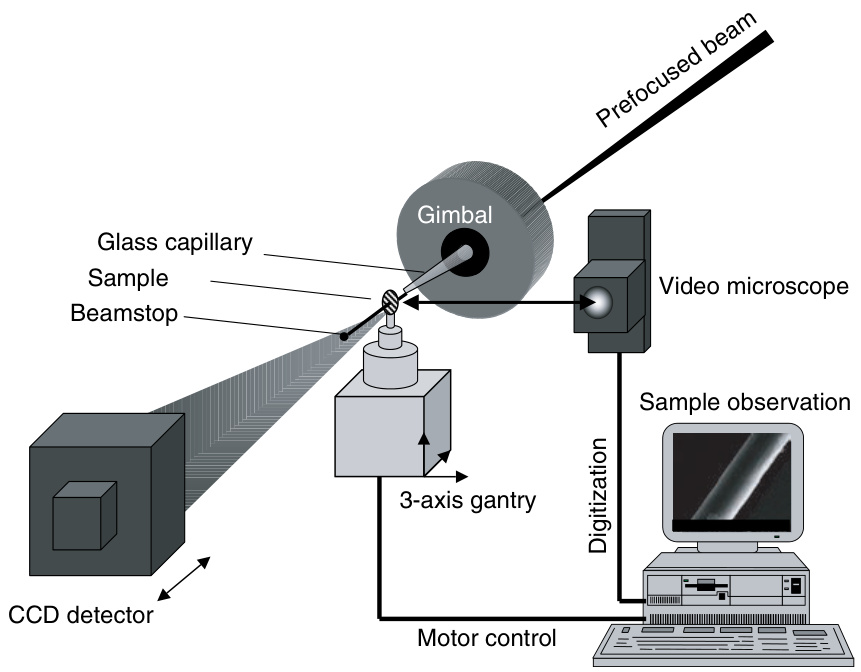 Prefocused beam
Gimbal
Glass capillary
Sample
Beamstop
Video microscope
Sample observation
Digitization
3-axis gantry
CCD detector
Motor control